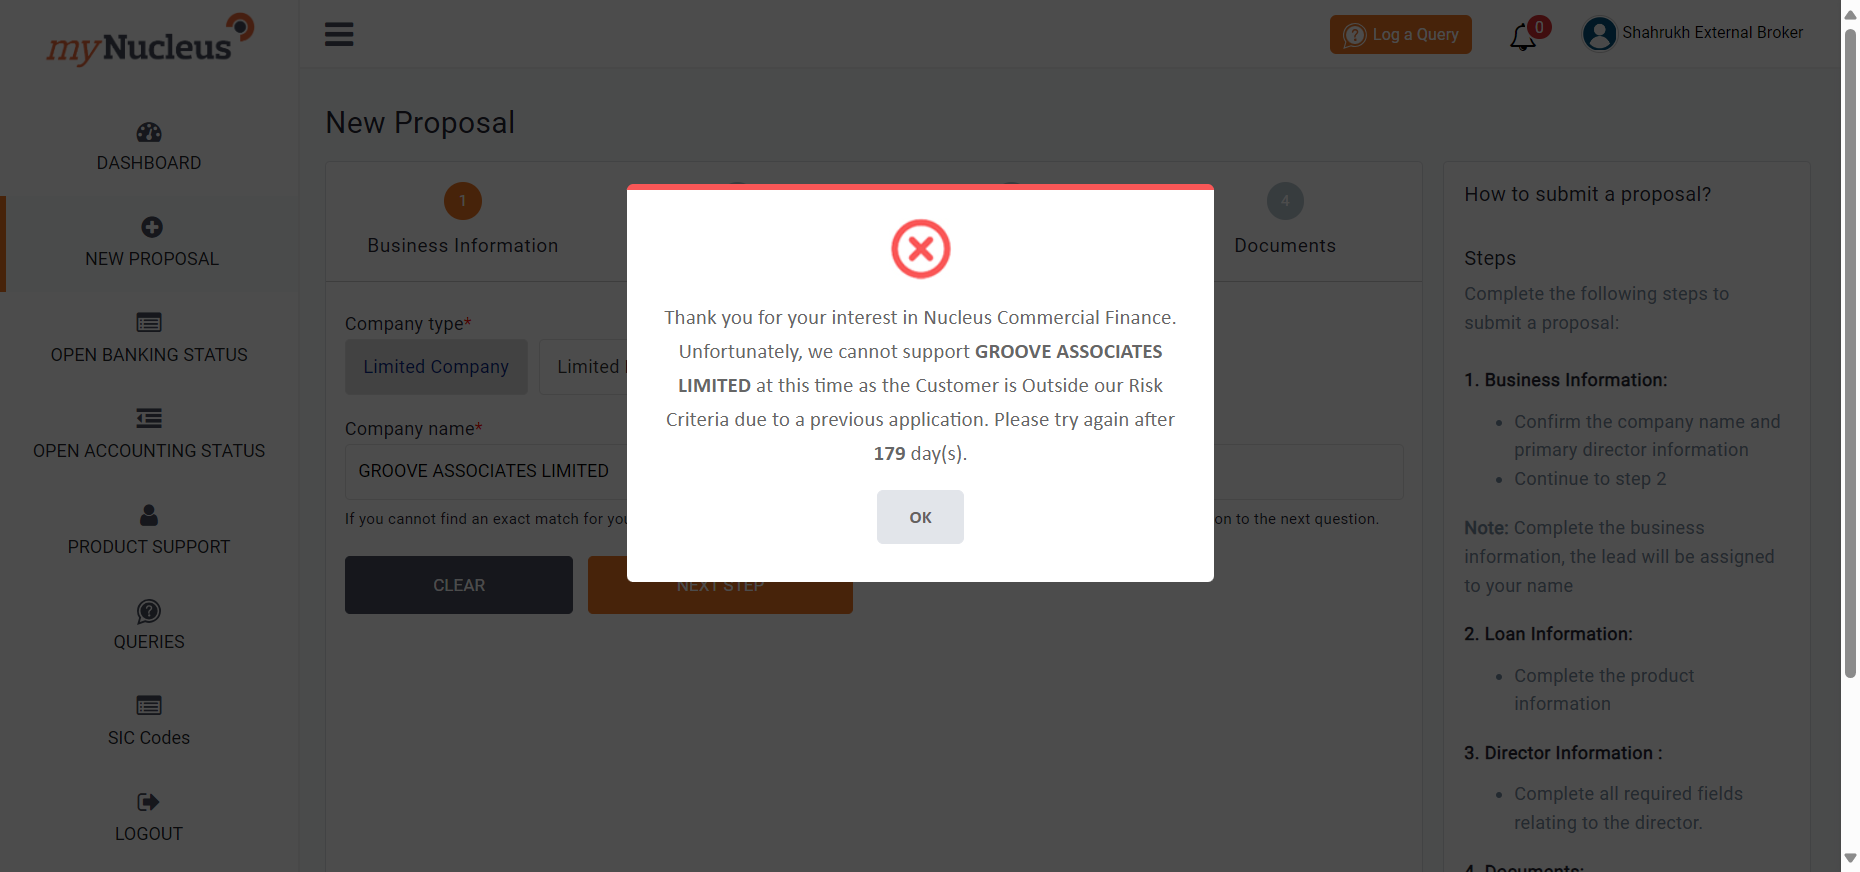 myNucleus
Log a Query
0
Shahrukh External Broker
DASHBOARD
NEW PROPOSAL
OPEN BANKING STATUS
OPEN ACCOUNTING STATUS
PRODUCT SUPPORT
QUERIES
SIC Codes
LOGOUT
New Proposal
1
Business Information
4
Documents
Company type*
Limited Company
Limited
Company name*
GROOVE ASSOCIATES LIMITED
If you cannot find an exact match for
on to the next question.
CLEAR
NEXT STEP
Thank you for your interest in Nucleus Commercial Finance.
Unfortunately, we cannot support GROOVE ASSOCIATES
LIMITED at this time as the Customer is Outside our Risk
Criteria due to a previous application. Please try again after
179 day(s).
OK
How to submit a proposal?
Steps
Complete the following steps to
submit a proposal:
1. Business Information:
• Confirm the company name and
primary director information
• Continue to step 2
Note: Complete the business
information, the lead will be assigned
to your name
2. Loan Information:
• Complete the product
information
3. Director Information :
• Complete all required fields
relating to the director.
4. Documents: